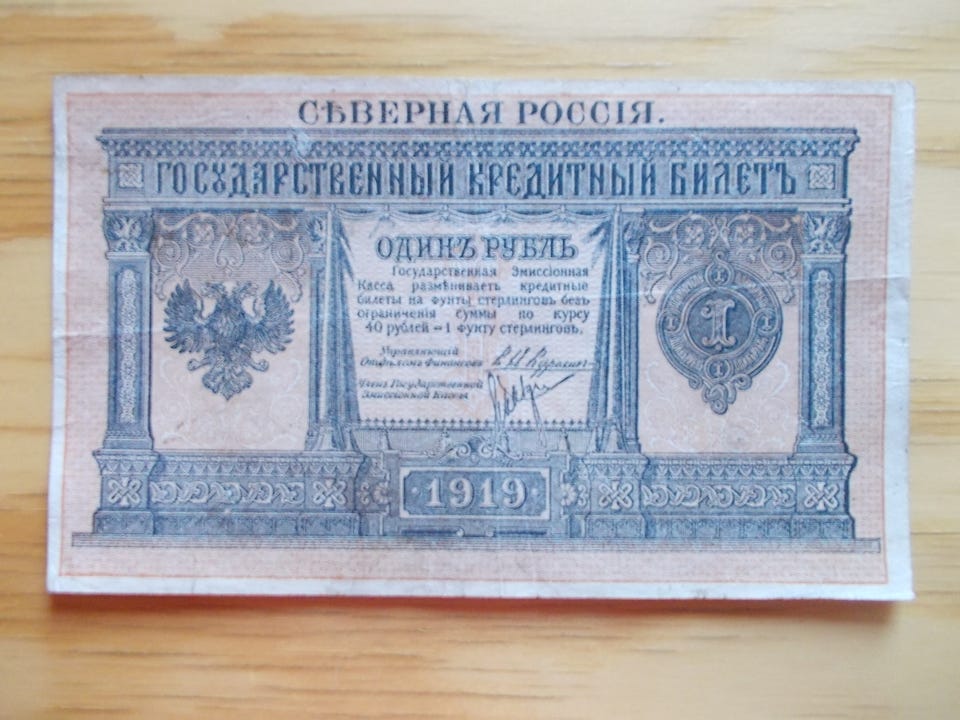 СѢВЕРНАЯ РОССІЯ.
ГОСУДАРСТВЕННЫЙ КРЕДИТНЫЙ БИЛЕТЪ
ОДИНЪ РУБЛЬ
Государственная Эмиссіонная
Касса размѣниваетъ кредитные
билеты на фунты стерлинговъ безъ
ограниченія суммы по курсу
40 рублей = 1 фунту стерлинговъ.
1
Управляющій
Отдѣломъ Финансовъ
Членъ Государственной
Эмиссіонной Кассы
1919